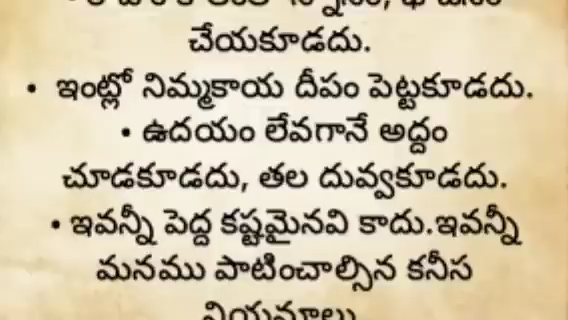 చేయకూడదు.
• ఇంట్లో నిమ్మకాయ దీపం పెట్టకూడదు.
• ఉదయం లేవగానే అద్దం
చూడకూడదు, తల దువ్వకూడదు.
• ఇవన్నీ పెద్ద కష్టమైనవి కాదు.ఇవన్నీ
మనము పాటించాల్సిన కనీస
నియమాలు